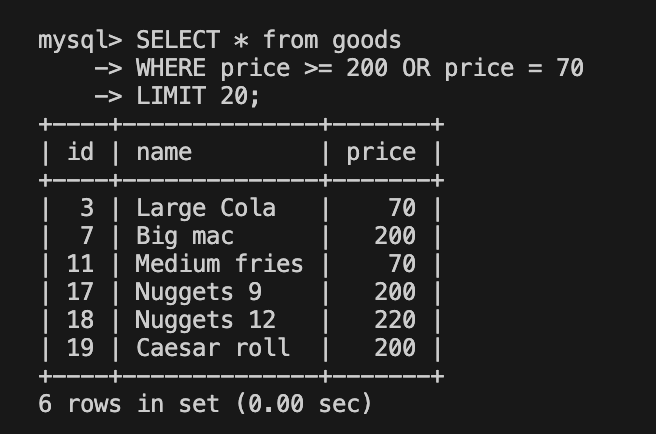 mysql> SELECT * from goods
    -> WHERE price >= 200 OR price = 70
    -> LIMIT 20;
+----+--------------+-------+
| id | name         | price |
+----+--------------+-------+
|  3 | Large Cola   |    70 |
|  7 | Big mac      |   200 |
| 11 | Medium fries |    70 |
| 17 | Nuggets 9    |   200 |
| 18 | Nuggets 12   |   220 |
| 19 | Caesar roll  |   200 |
+----+--------------+-------+
6 rows in set (0.00 sec)